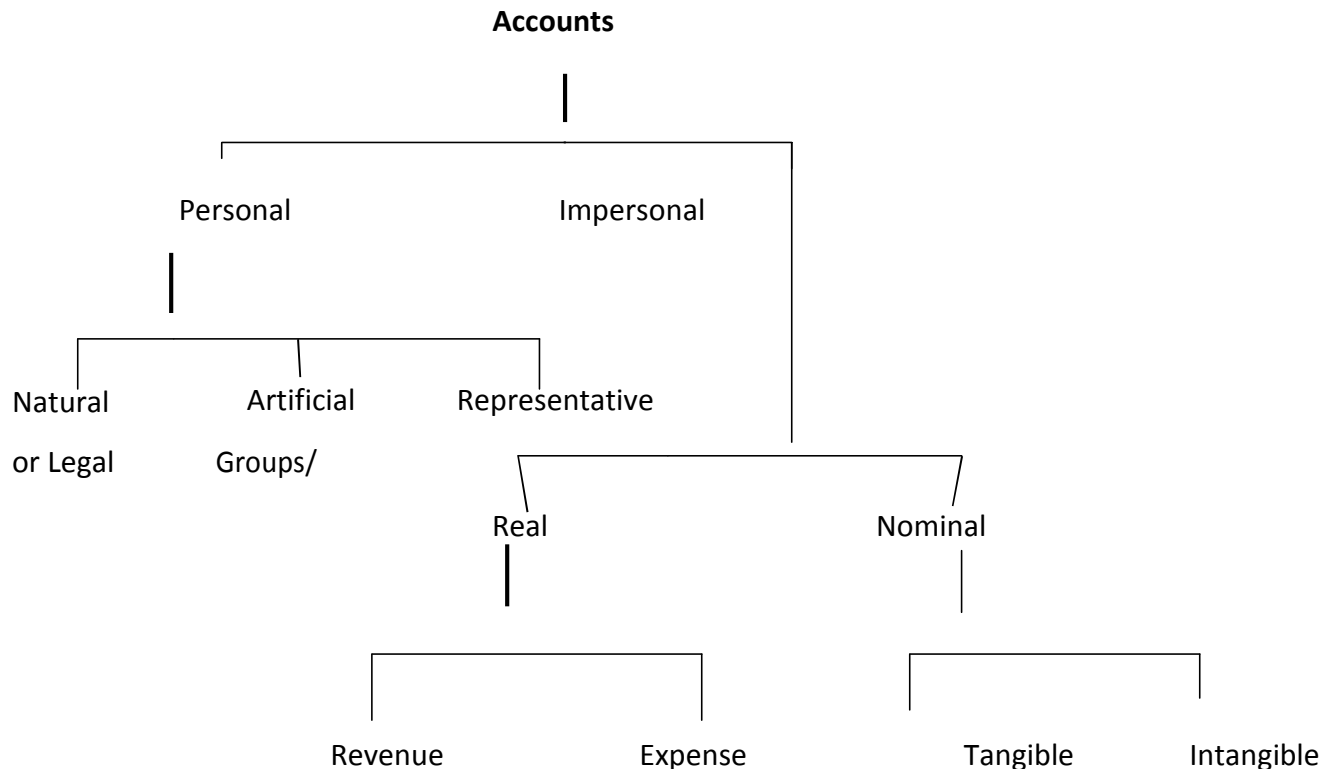 Accounts
Personal Impersonal
Natural Artificial Representative
or Legal Groups/
Real Nominal
Revenue Expense Tangible Intangible